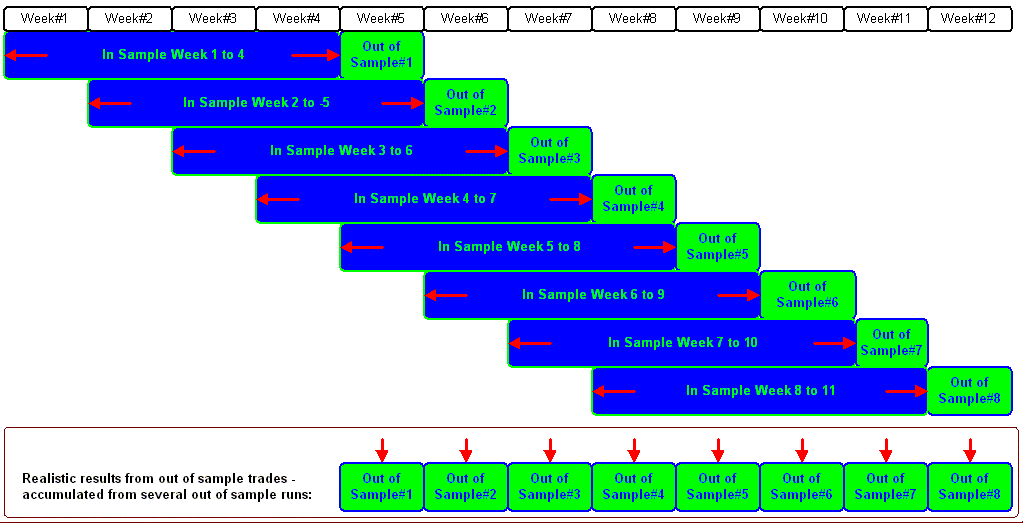 Week#1 Week#2 Week#3 Week#4 Week#5 Week#6 Week#7 Week#8 Week#9 Week#10 Week#11 Week#12
In Sample Week 1 to 4
Out of
Sample#1
In Sample Week 2 to -5
Out of
Sample#2
In Sample Week 3 to 6
Out of
Sample#3
In Sample Week 4 to 7
Out of
Sample#4
In Sample Week 5 to 8
Out of
Sample#5
In Sample Week 6 to 9
Out of
Sample#6
In Sample Week 7 to 10
Out of
Sample#7
In Sample Week 8 to 11
Out of
Sample#8
Realistic results from out of sample trades -
accumulated from several out of sample runs:
Out of
Sample#1
Out of
Sample#2
Out of
Sample#3
Out of
Sample#4
Out of
Sample#5
Out of
Sample#6
Out of
Sample#7
Out of
Sample#8